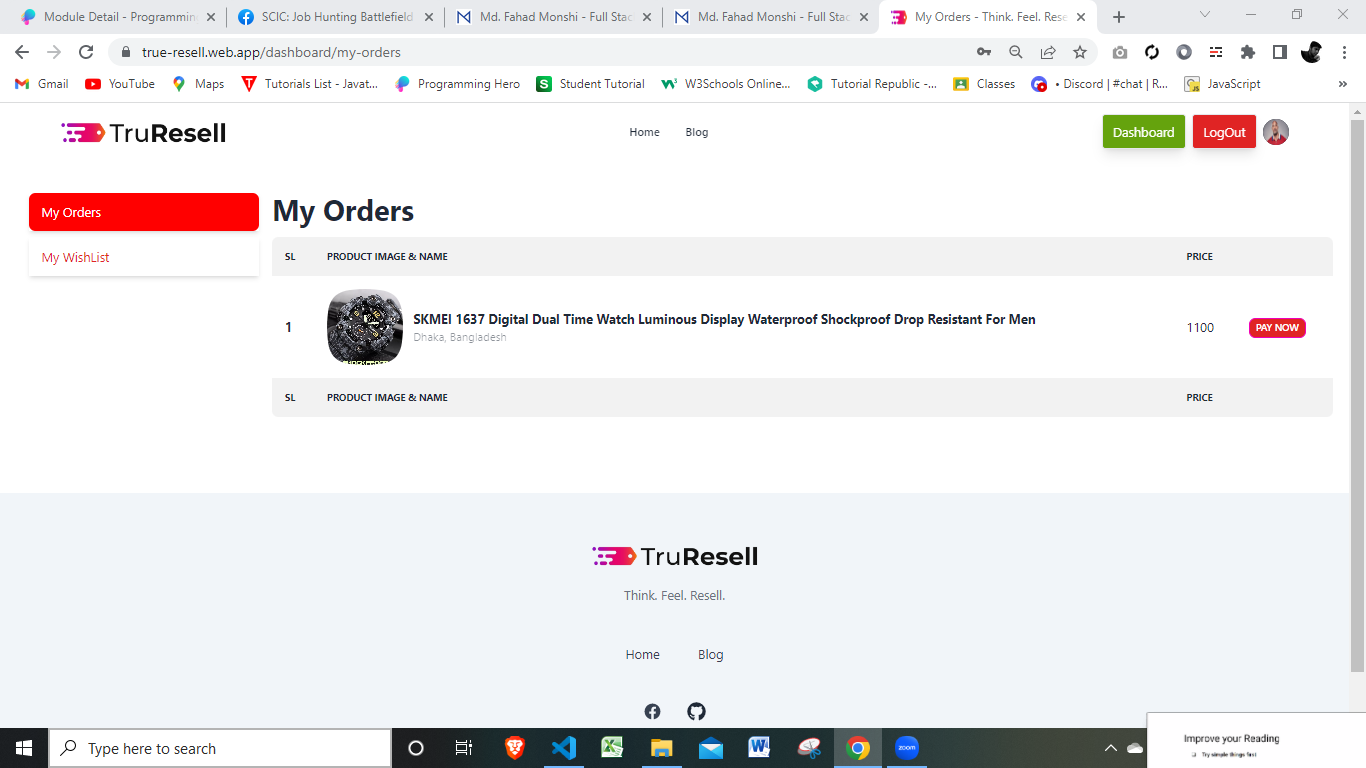 Module Detail - Programmin
SCIC: Job Hunting Battlefield
Md. Fahad Monshi - Full Stac
Md. Fahad Monshi - Full Stac
My Orders - Think. Feel. Rese
true-resell.web.app/dashboard/my-orders
Gmail
YouTube
Maps
Tutorials List - Javat...
Programming Hero
Student Tutorial
W3Schools Online...
Tutorial Republic -...
Classes
• Discord | #chat | R...
JavaScript
TruResell
Home
Blog
Dashboard
LogOut
My Orders
My WishList
My Orders
SL PRODUCT IMAGE & NAME PRICE
1 SKMEI 1637 Digital Dual Time Watch Luminous Display Waterproof Shockproof Drop Resistant For Men 1100 PAY NOW
Dhaka, Bangladesh
SL PRODUCT IMAGE & NAME PRICE
TruResell
Think. Feel. Resell.
Home Blog
Type here to search
zoom
Improve your Reading
Try simple things first